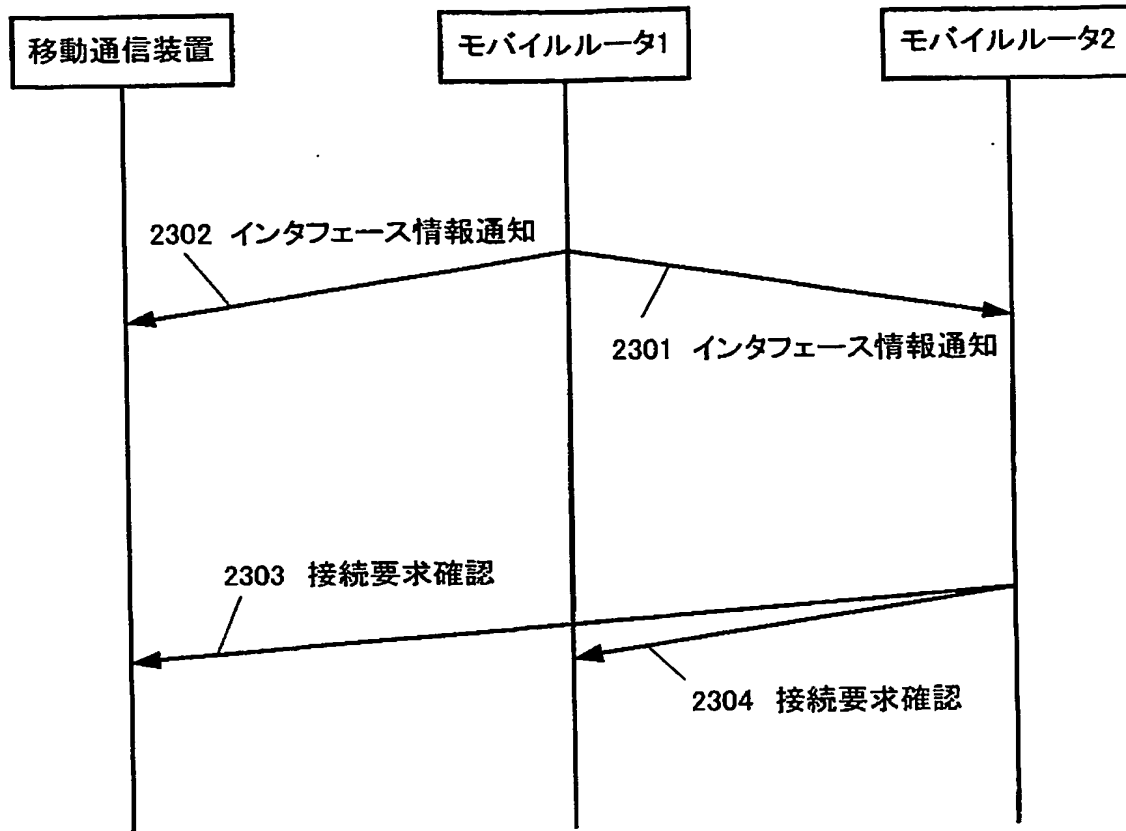 移動通信装置
モバイルルータ1
モバイルルータ2
2302 インタフェース情報通知
2301 インタフェース情報通知
2303 接続要求確認
2304 接続要求確認